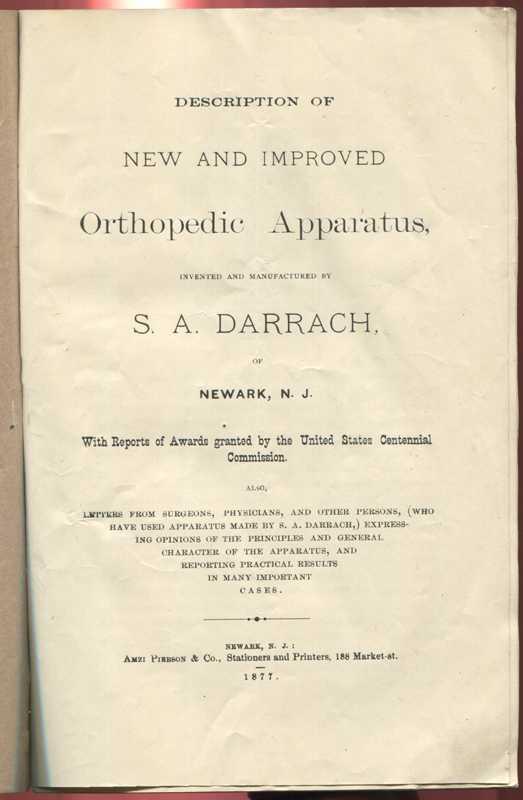 DESCRIPTION OF
NEW AND IMPROVED
Orthopedic Apparatus,
INVENTED AND MANUFACTURED BY
S. A. DARRACH,
OF
NEWARK, N. J.
With Reports of Awards granted by the United States Centennial
Commission.
ALSO,
LETTERS FROM SURGEONS, PHYSICIANS, AND OTHER PERSONS, (WHO
HAVE USED APPARATUS MADE BY S. A. DARRACH,) EXPRESS-
ING OPINIONS OF THE PRINCIPLES AND GENERAL
CHARACTER OF THE APPARATUS, AND
REPORTING PRACTICAL RESULTS
IN MANY IMPORTANT
CASES.
NEWARK, N. J.:
AMZI PIERSON & CO., Stationers and Printers, 188 Market-st.
1877.